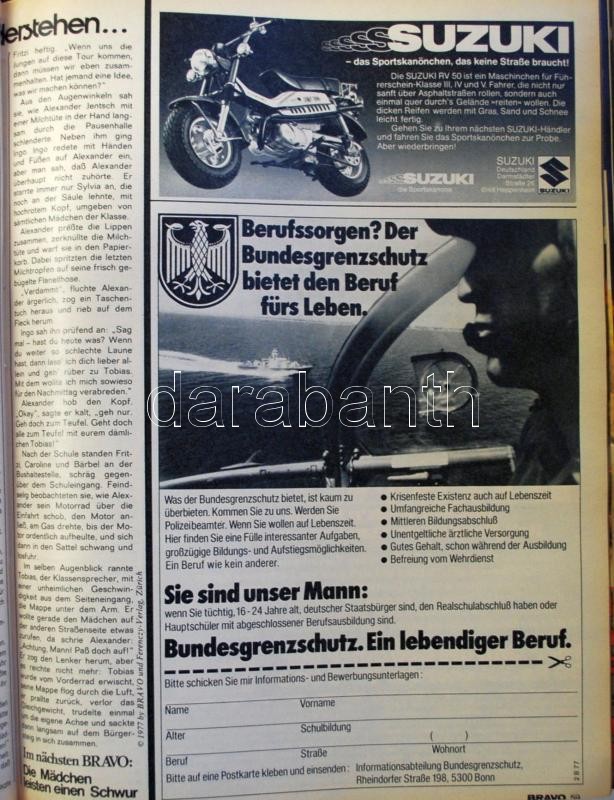 derstehen...
Fritzi heftig. „Wenn uns die
Jungen auf diese Tour kommen,
dann müssen wir eben zusam-
menhalten. Hat jemand eine Idee,
was wir machen können?"
Aus den Augenwinkeln sah
sie, wie Alexander Jentsch mit
einer Milchtüte in der Hand lang-
sam durch die Pausenhalle
schlenderte. Neben ihm ging
Ingo. Ingo redete mit Händen
und Füßen auf Alexander ein,
aber man sah, daß Alexander
überhaupt nicht zuhörte. Er
starrte immer nur Sylvia an, die
noch an der Säule lehnte, mit
hochrotem Kopf, umgeben von
sämtlichen Mädchen der Klasse.
Alexander preßte die Lippen
zusammen, zerknüllte die Milch-
tüte und warf sie in den Papier-
korb. Dabei spritzten die letzten
Milchtropfen auf seine frisch ge-
bügelte Flanellhose.
„Verdammt", fluchte Alexan-
der ärgerlich, zog ein Taschen-
tuch heraus und rieb auf dem
Fleck herum.
Ingo sah ihn prüfend an: „Sag
mal – hast du heute was? Wenn
du weiter so schlechte Laune
hast, dann lass' ich dich lieber al-
lein und geh' rüber zu Tobias.
Mit dem wollte ich mich sowieso
für den Nachmittag verabreden."
Alexander hob den Kopf.
„Okay", sagte er kalt, „geh nur.
Geh doch zum Teufel. Geht doch
alle zum Teufel mit eurem dämli-
chen Tobias!"
Nach der Schule standen Frit-
zi, Caroline und Bärbel an der
Bushaltestelle, schräg gegen-
über dem Schuleingang. Feind-
selig beobachteten sie, wie Alex-
ander sein Motorrad über die
Einfahrt schob, den Motor an-
ließ, am Gas drehte, bis der Mo-
tor ordentlich aufheulte, und sich
dann in den Sattel schwang und
losfuhr.
Im selben Augenblick rannte
Tobias, der Klassensprecher, mit
einer unheimlichen Geschwin-
digkeit aus dem Seiteneingang,
die Mappe unter dem Arm. Er
wollte gerade den Mädchen auf
der anderen Straßenseite etwas
zurufen, da schrie Alexander:
„Achtung, Mann! Paß doch auf!"
Er zog den Lenker herum, aber
es reichte nicht mehr: Tobias
wurde vom Vorderrad erwischt,
seine Mappe flog durch die Luft,
er prallte zurück, verlor das
Gleichgewicht, trudelte einmal
um die eigene Achse und sackte
dann langsam auf dem Bürger-
steig in sich zusammen.
© 1977 by BRAVO und Ferenczy-Verlag, Zürich
Im nächsten BRAVO:
Die Mädchen
leisten einen Schwur
SUZUKI
– das Sportskanönchen, das keine Straße braucht!
Die SUZUKI RV 50 ist ein Maschinchen für Füh-
rerschein-Klasse III, IV und V. Fahrer, die nicht nur
sanft über Asphaltstraßen rollen, sondern auch
einmal quer durch's Gelände »reiten« wollen. Die
dicken Reifen werden mit Gras, Sand und Schnee
leicht fertig.
Gehen Sie zu Ihrem nächsten SUZUKI-Händler
und fahren Sie das Sportskanönchen zur Probe.
Aber wiederbringen!
SUZUKI
die Sportskanone
SUZUKI
Deutschland
Darmstädter
Straße 26
6148 Heppenheim
SUZUKI
Berufssorgen? Der
Bundesgrenzschutz
bietet den Beruf
fürs Leben.
darabanth
Was der Bundesgrenzschutz bietet, ist kaum zu
überbieten. Kommen Sie zu uns. Werden Sie
Polizeibeamter. Wenn Sie wollen auf Lebenszeit.
Hier finden Sie eine Fülle interessanter Aufgaben,
großzügige Bildungs- und Aufstiegsmöglichkeiten.
Ein Beruf wie kein anderer.
● Krisenfeste Existenz auch auf Lebenszeit
● Umfangreiche Fachausbildung
● Mittleren Bildungsabschluß
● Unentgeltliche ärztliche Versorgung
● Gutes Gehalt, schon während der Ausbildung
● Befreiung vom Wehrdienst
Sie sind unser Mann:
wenn Sie tüchtig, 16 - 24 Jahre alt, deutscher Staatsbürger sind, den Realschulabschluß haben oder
Hauptschüler mit abgeschlossener Berufsausbildung sind.
Bundesgrenzschutz. Ein lebendiger Beruf.
Bitte schicken Sie mir Informations- und Bewerbungsunterlagen:
Name Vorname
Alter Schulbildung
( )
Beruf Straße Wohnort
Bitte auf eine Postkarte kleben und einsenden: Informationsabteilung Bundesgrenzschutz,
Rheindorfer Straße 198, 5300 Bonn
2 B 77
BRAVO